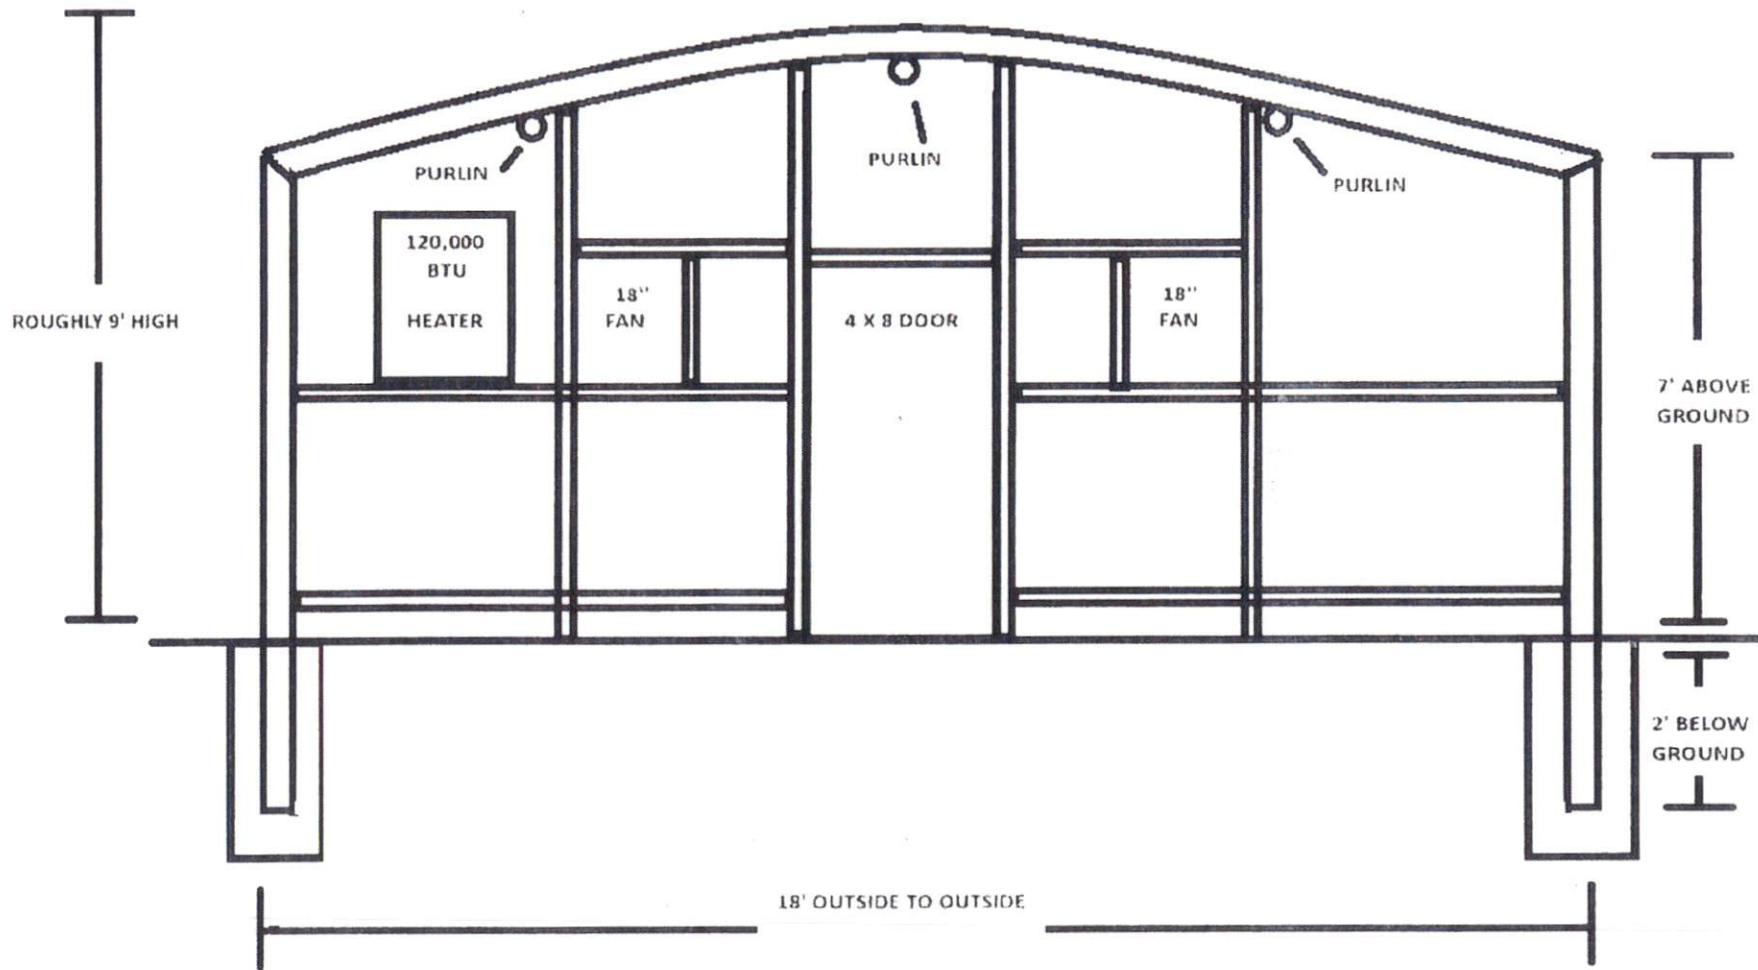 PURLIN
PURLIN
PURLIN
120,000
BTU
HEATER
18"
FAN
4 X 8 DOOR
18"
FAN
ROUGHLY 9' HIGH
7' ABOVE
GROUND
2' BELOW
GROUND
18' OUTSIDE TO OUTSIDE